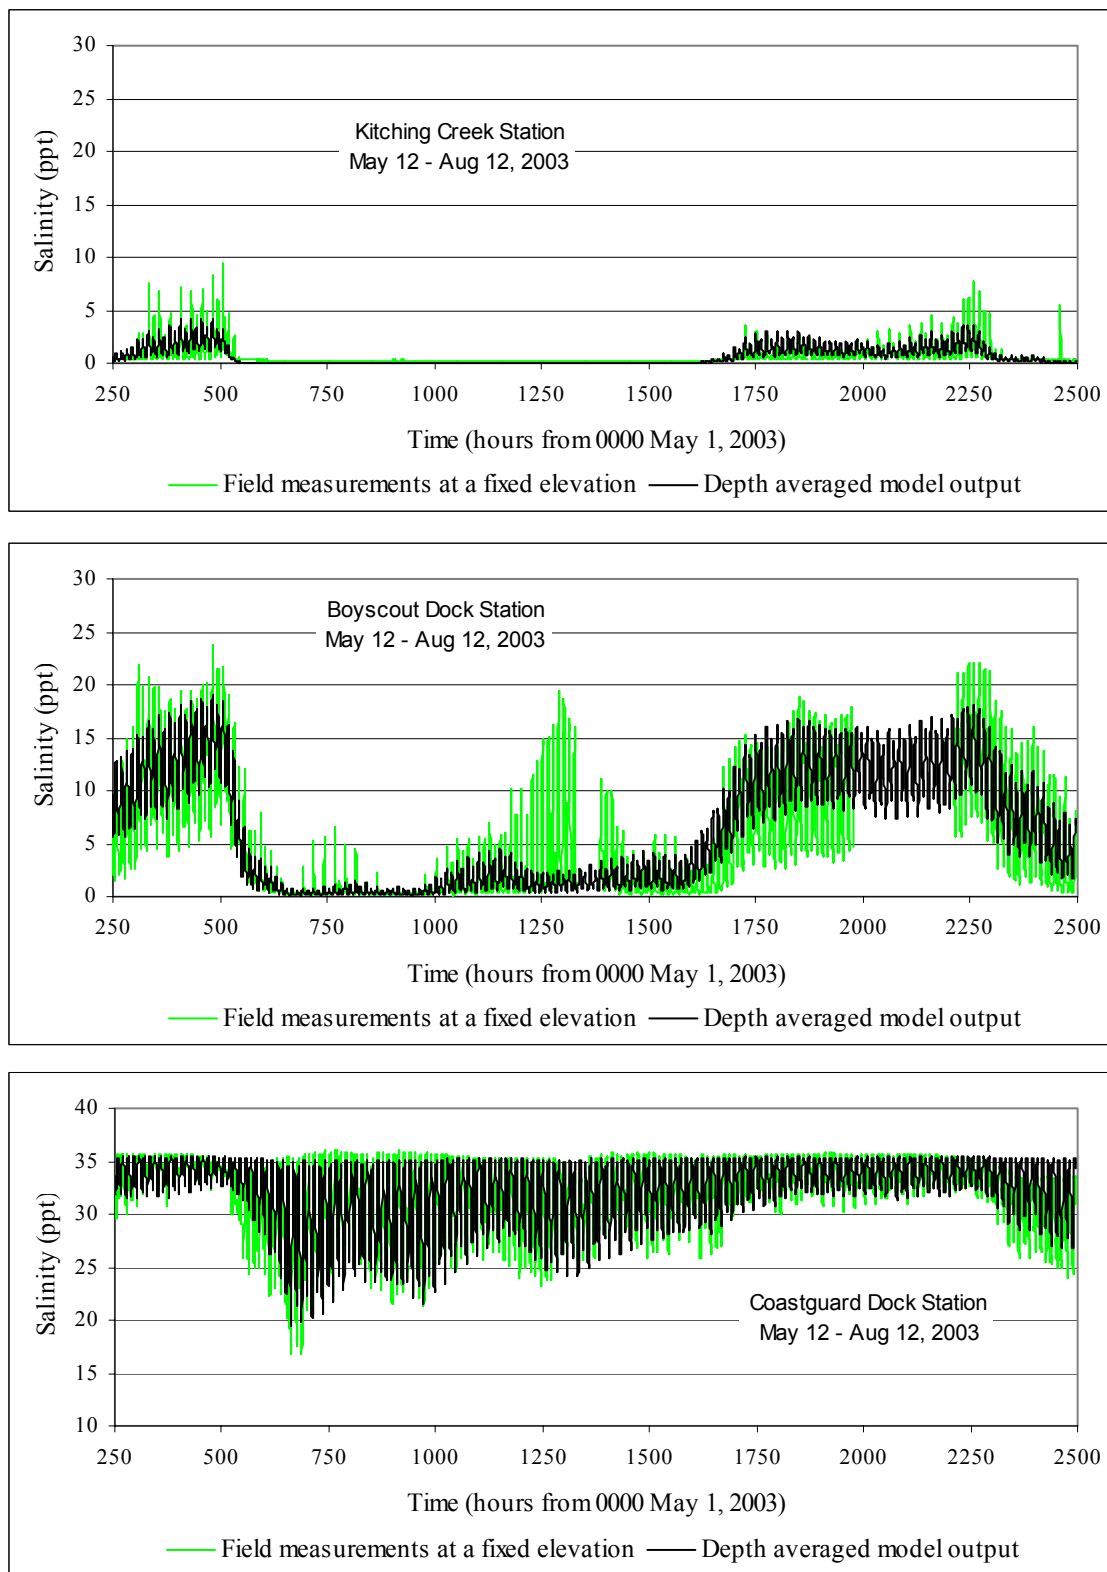 30
25
20
15
10
5
0
Salinity (ppt)
Kitching Creek Station
May 12 - Aug 12, 2003
250 500 750 1000 1250 1500 1750 2000 2250 2500
Time (hours from 0000 May 1, 2003)
Field measurements at a fixed elevation Depth averaged model output
30
25
20
15
10
5
0
Salinity (ppt)
Boyscout Dock Station
May 12 - Aug 12, 2003
250 500 750 1000 1250 1500 1750 2000 2250 2500
Time (hours from 0000 May 1, 2003)
Field measurements at a fixed elevation Depth averaged model output
40
35
30
25
20
15
10
Salinity (ppt)
Coastguard Dock Station
May 12 - Aug 12, 2003
250 500 750 1000 1250 1500 1750 2000 2250 2500
Time (hours from 0000 May 1, 2003)
Field measurements at a fixed elevation Depth averaged model output